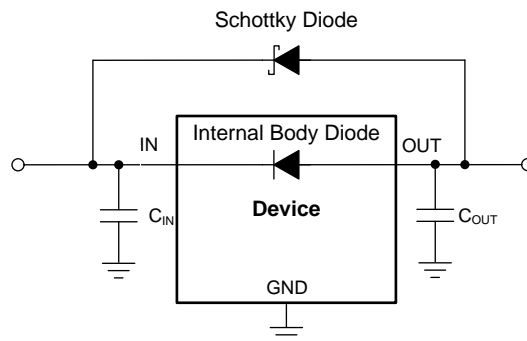 Schottky Diode
IN
Internal Body Diode
OUT
C_IN
Device
C_OUT
GND